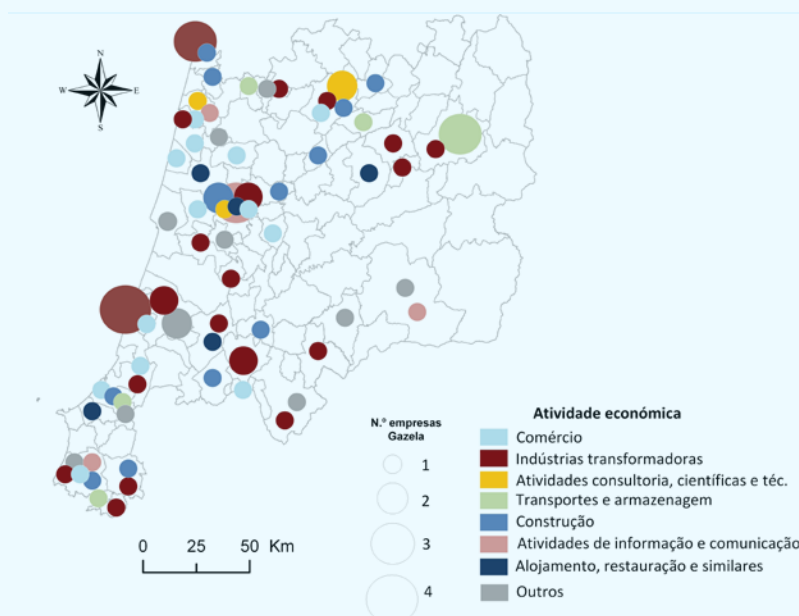 N
W E
S
N.º empresas
Gazela
1
2
3
4
Atividade económica
Comércio
Indústrias transformadoras
Atividades consultoria, científicas e téc.
Transportes e armazenagem
Construção
Atividades de informação e comunicação
Alojamento, restauração e similares
Outros
0 25 50 Km